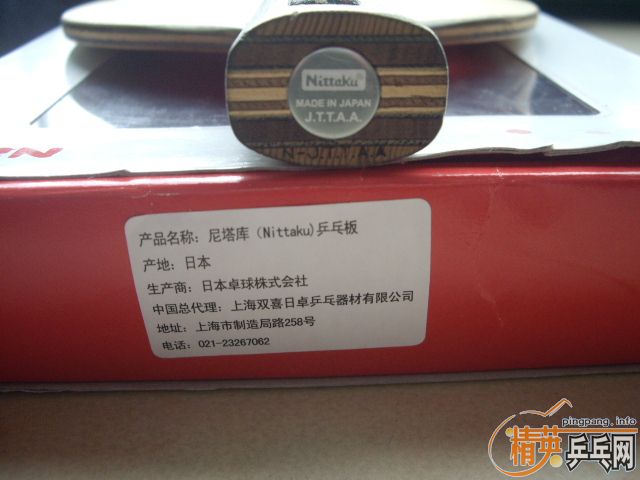 Nittaku
MADE IN JAPAN
J.T.T.A.A.
产品名称：尼塔库（Nittaku）乒乓板
产地：日本
生产商：日本卓球株式会社
中国总代理：上海双喜日卓乒乓器材有限公司
地址：上海市制造局路258号
电话：021-23267062
pingpang.info
精英乒乓网